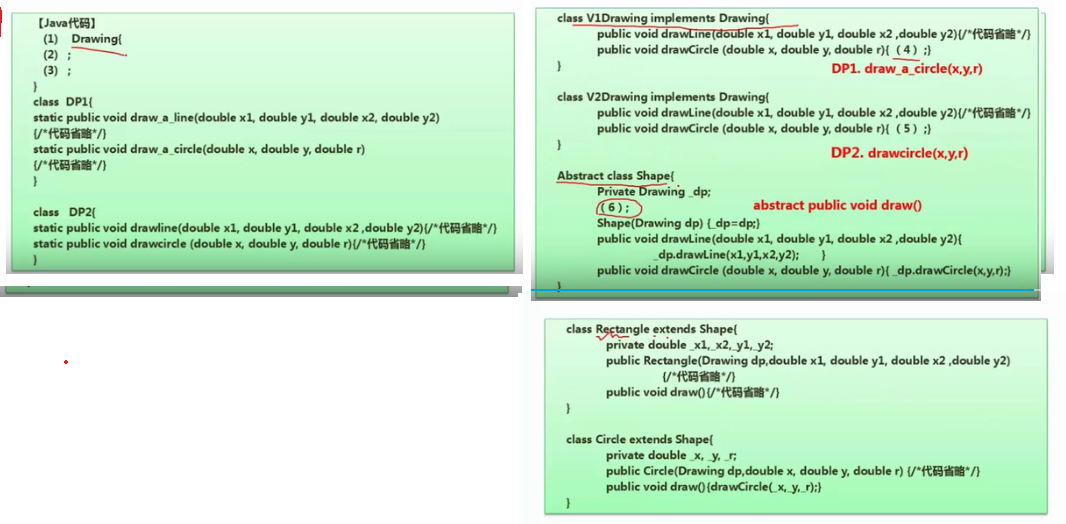 【Java代码】
(1) Drawing{
(2) ;
(3) ;
}
class DP1{
static public void draw_a_line(double x1, double y1, double x2, double y2)
{/*代码省略*/}
static public void draw_a_circle(double x, double y, double r)
{/*代码省略*/}
}
class DP2{
static public void drawline(double x1, double y1, double x2 ,double y2){/*代码省略*/}
static public void drawcircle (double x, double y, double r){/*代码省略*/}
}
class V1Drawing implements Drawing{
public void drawLine(double x1, double y1, double x2 ,double y2){/*代码省略*/}
public void drawCircle (double x, double y, double r){ （4）;}
DP1. draw_a_circle(x,y,r)
}
class V2Drawing implements Drawing{
public void drawLine(double x1, double y1, double x2 ,double y2){/*代码省略*/}
public void drawCircle (double x, double y, double r){ （5）;}
DP2. drawcircle(x,y,r)
}
Abstract class Shape{
Private Drawing _dp;
（6）; abstract public void draw()
Shape(Drawing dp) {_dp=dp;}
public void drawLine(double x1, double y1, double x2 ,double y2){
_dp.drawLine(x1,y1,x2,y2); }
public void drawCircle (double x, double y, double r){ _dp.drawCircle(x,y,r);}
}
class Rectangle extends Shape{
private double _x1,_x2,_y1,_y2;
public Rectangle(Drawing dp,double x1, double y1, double x2 ,double y2)
{/*代码省略*/}
public void draw(){/*代码省略*/}
}
class Circle extends Shape{
private double _x, _y, _r;
public Circle(Drawing dp,double x, double y, double r) {/*代码省略*/}
public void draw(){drawCircle(_x,_y,_r);}
}